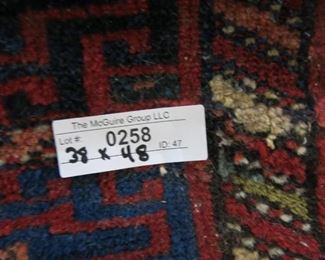 The McGuire Group LLC
Lot #: 0258 ID: 47
38 x 48